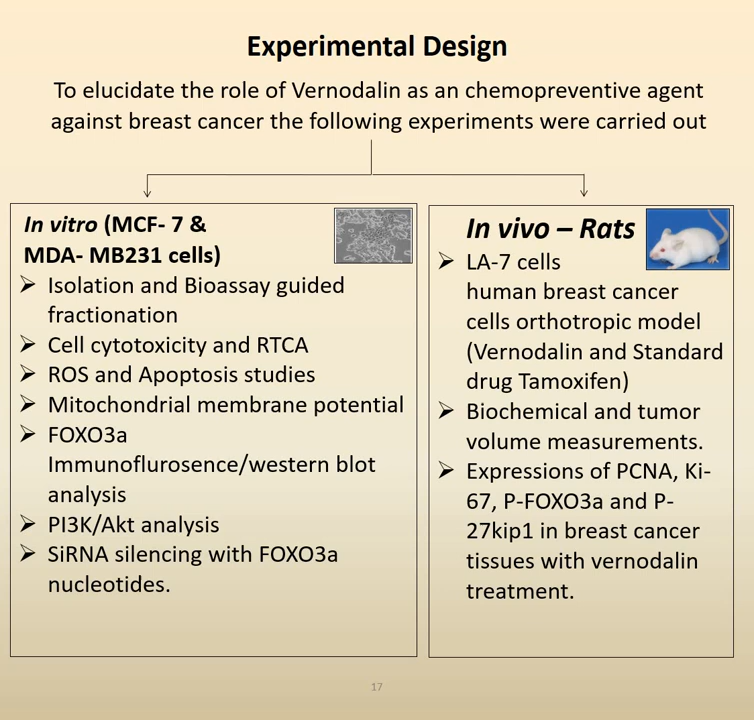 Experimental Design
To elucidate the role of Vernodalin as an chemopreventive agent
against breast cancer the following experiments were carried out
In vitro (MCF- 7 &
MDA- MB231 cells)
➢ Isolation and Bioassay guided
fractionation
➢ Cell cytotoxicity and RTCA
➢ ROS and Apoptosis studies
➢ Mitochondrial membrane potential
➢ FOXO3a
Immunoflurosence/western blot
analysis
➢ PI3K/Akt analysis
➢ SiRNA silencing with FOXO3a
nucleotides.
In vivo – Rats
➢ LA-7 cells
human breast cancer
cells orthotropic model
(Vernodalin and Standard
drug Tamoxifen)
➢ Biochemical and tumor
volume measurements.
➢ Expressions of PCNA, Ki-
67, P-FOXO3a and P-
27kip1 in breast cancer
tissues with vernodalin
treatment.
17